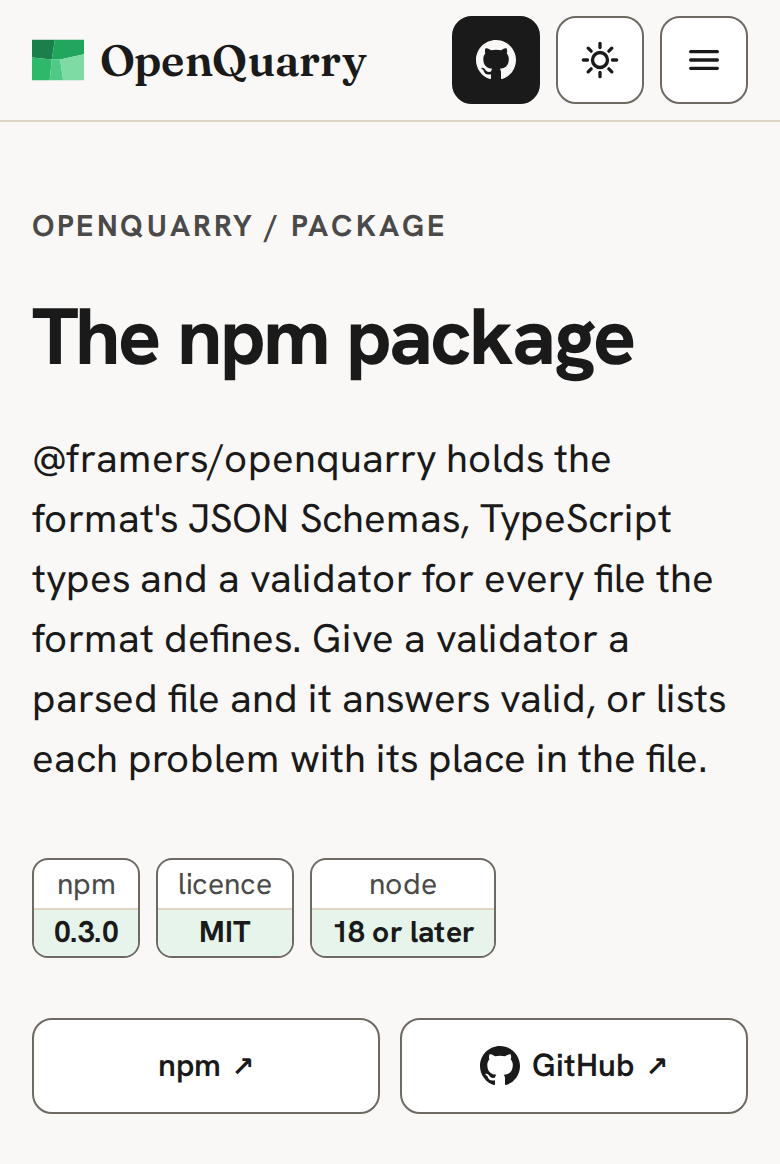 OpenQuarry
OPENQUARRY / PACKAGE
The npm package
@framers/openquarry holds the
format's JSON Schemas, TypeScript
types and a validator for every file the
format defines. Give a validator a
parsed file and it answers valid, or lists
each problem with its place in the file.
npm
0.3.0
licence
MIT
node
18 or later
npm ↗
GitHub ↗